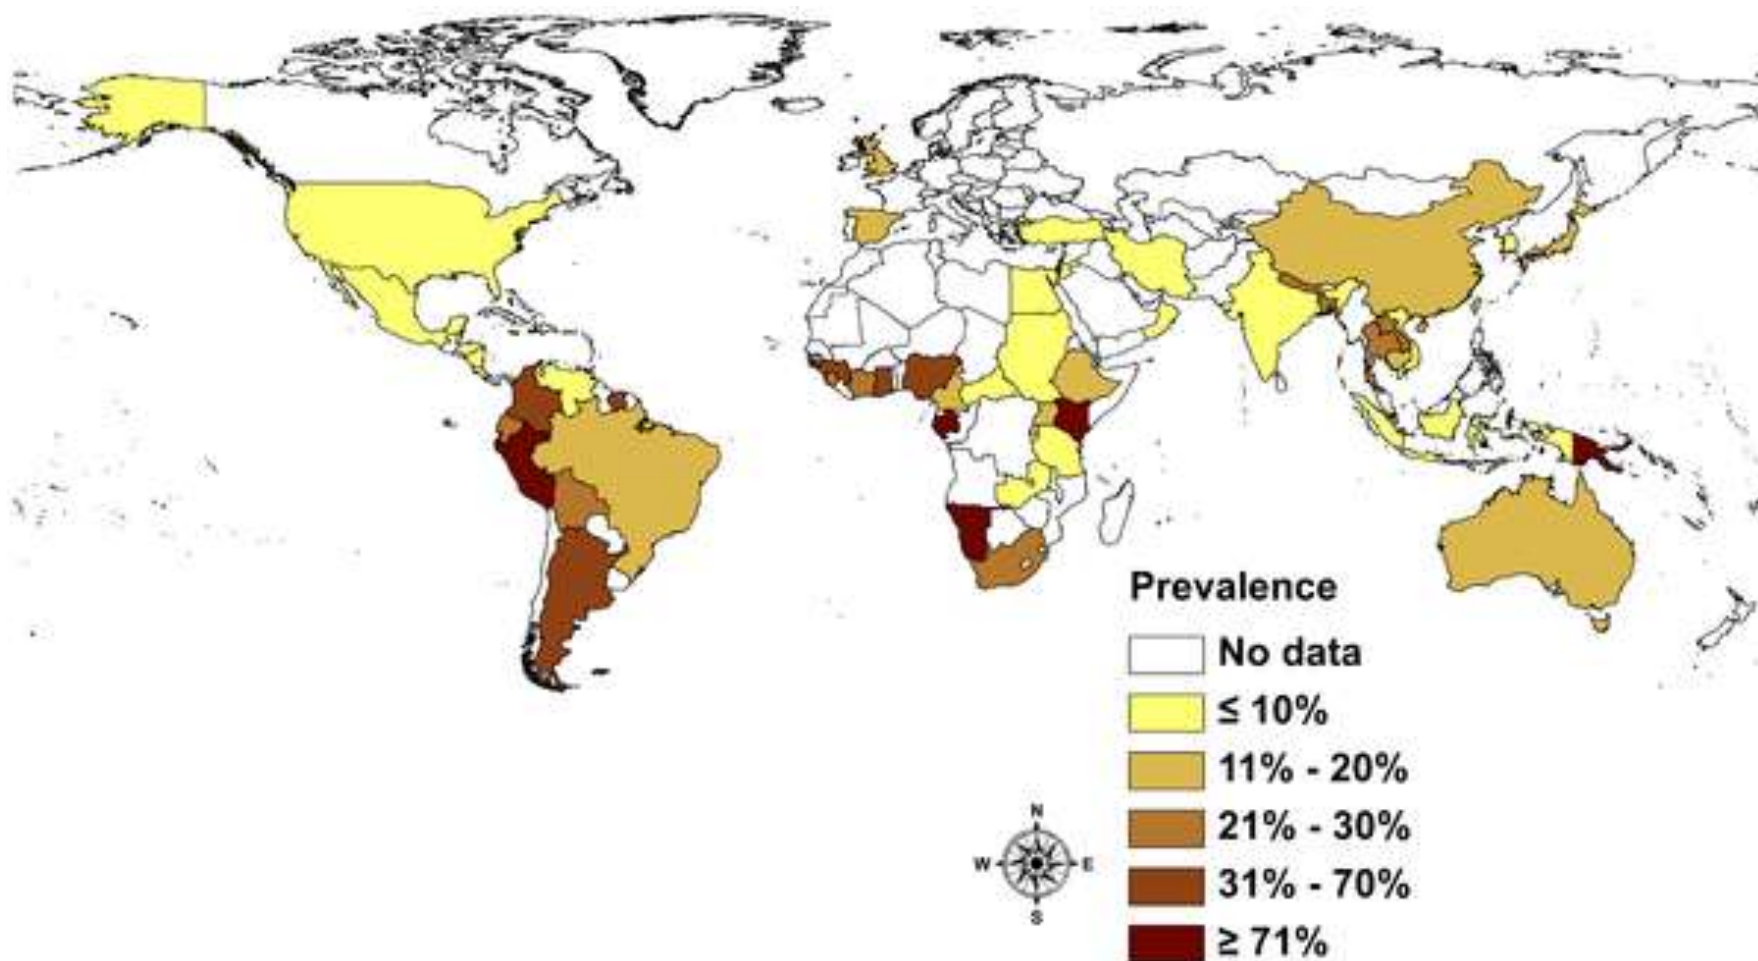 Prevalence
No data
≤ 10%
11% - 20%
21% - 30%
31% - 70%
≥ 71%
N
W E
S